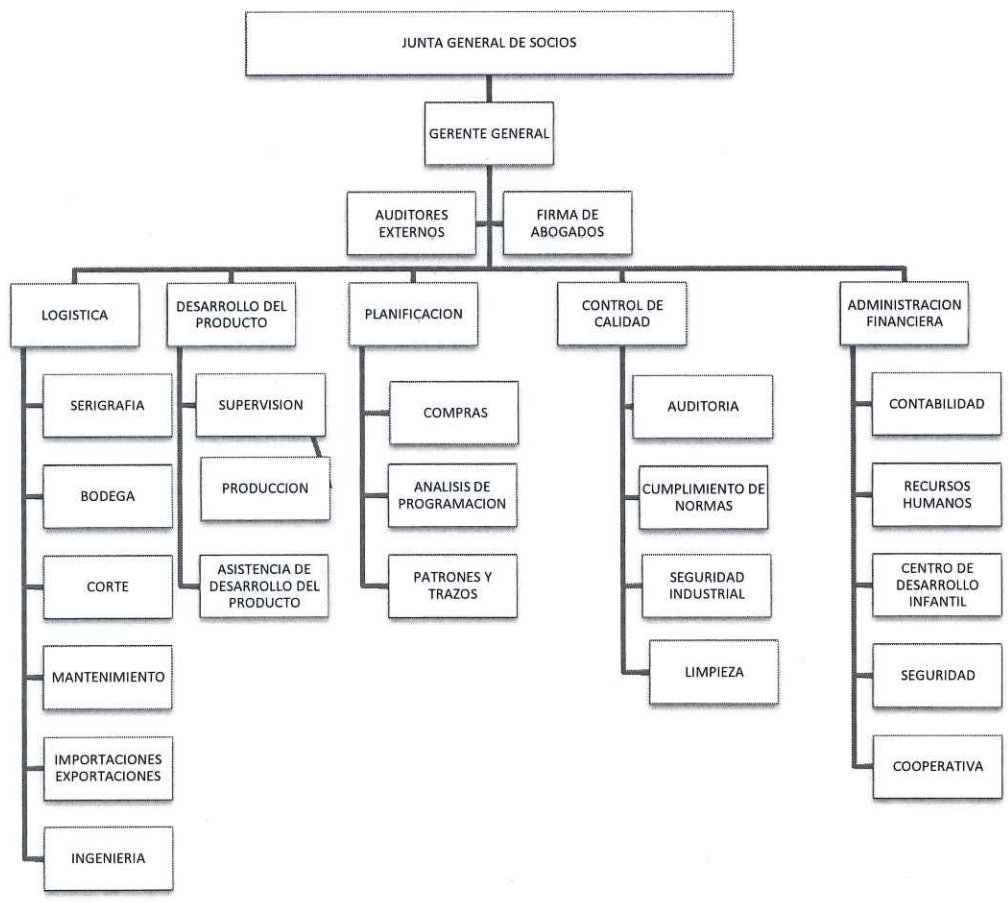 JUNTA GENERAL DE SOCIOS
GERENTE GENERAL
AUDITORES
EXTERNOS
FIRMA DE
ABOGADOS
LOGISTICA
DESARROLLO DEL
PRODUCTO
PLANIFICACION
CONTROL DE
CALIDAD
ADMINISTRACION
FINANCIERA
SERIGRAFIA
BODEGA
CORTE
MANTENIMIENTO
IMPORTACIONES
EXPORTACIONES
INGENIERIA
SUPERVISION
PRODUCCION
ASISTENCIA DE
DESARROLLO DEL
PRODUCTO
COMPRAS
ANALISIS DE
PROGRAMACION
PATRONES Y
TRAZOS
AUDITORIA
CUMPLIMIENTO DE
NORMAS
SEGURIDAD
INDUSTRIAL
LIMPIEZA
CONTABILIDAD
RECURSOS
HUMANOS
CENTRO DE
DESARROLLO
INFANTIL
SEGURIDAD
COOPERATIVA